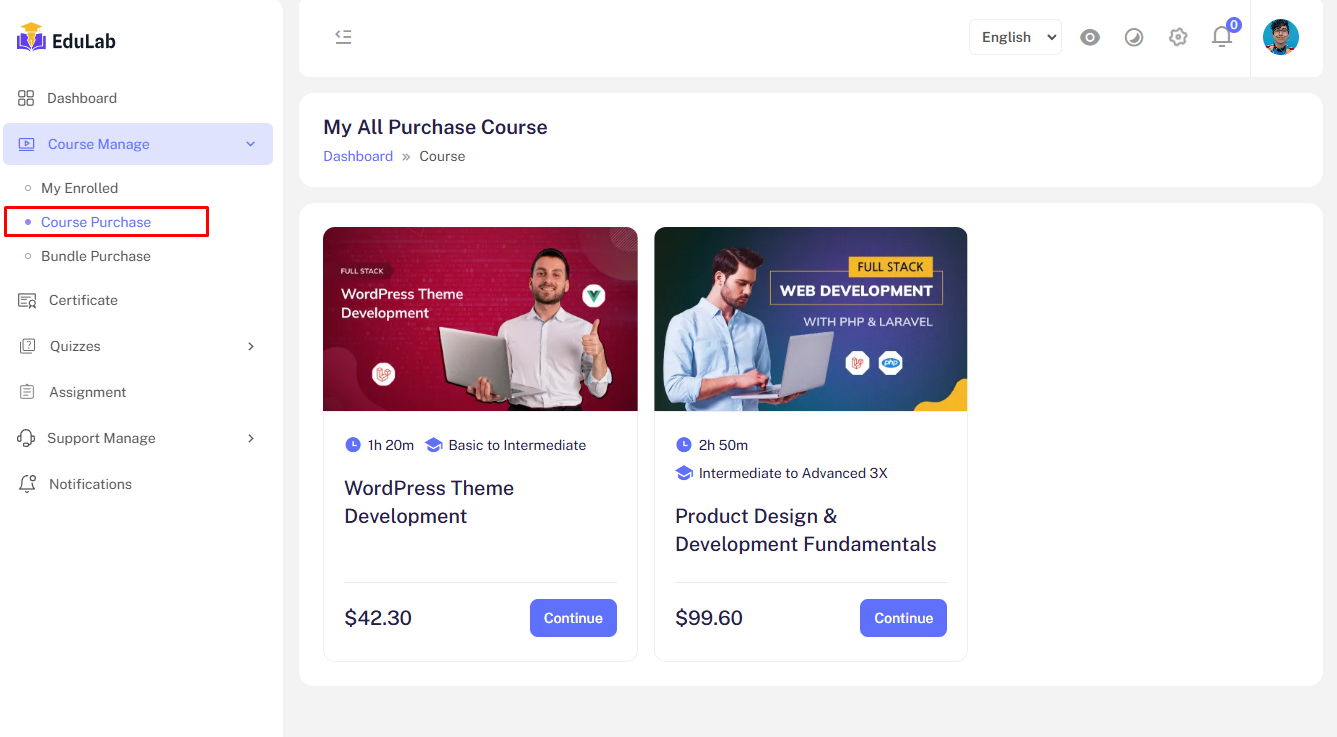 EduLab
English
0
Dashboard
Course Manage
My Enrolled
Course Purchase
Bundle Purchase
Certificate
Quizzes
Assignment
Support Manage
Notifications
My All Purchase Course
Dashboard » Course
FULL STACK
WordPress Theme
Development
1h 20m Basic to Intermediate
WordPress Theme
Development
$42.30 Continue
FULL STACK
WEB DEVELOPMENT
WITH PHP & LARAVEL
php
2h 50m
Intermediate to Advanced 3X
Product Design &
Development Fundamentals
$99.60 Continue